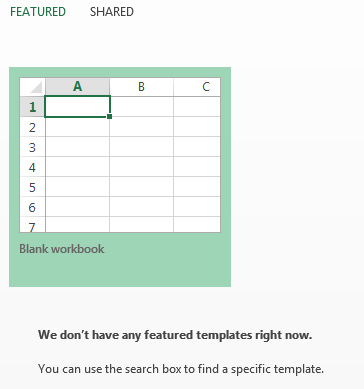 FEATURED SHARED
A B C
1
2
3
4
5
6
7
Blank workbook
We don't have any featured templates right now.
You can use the search box to find a specific template.